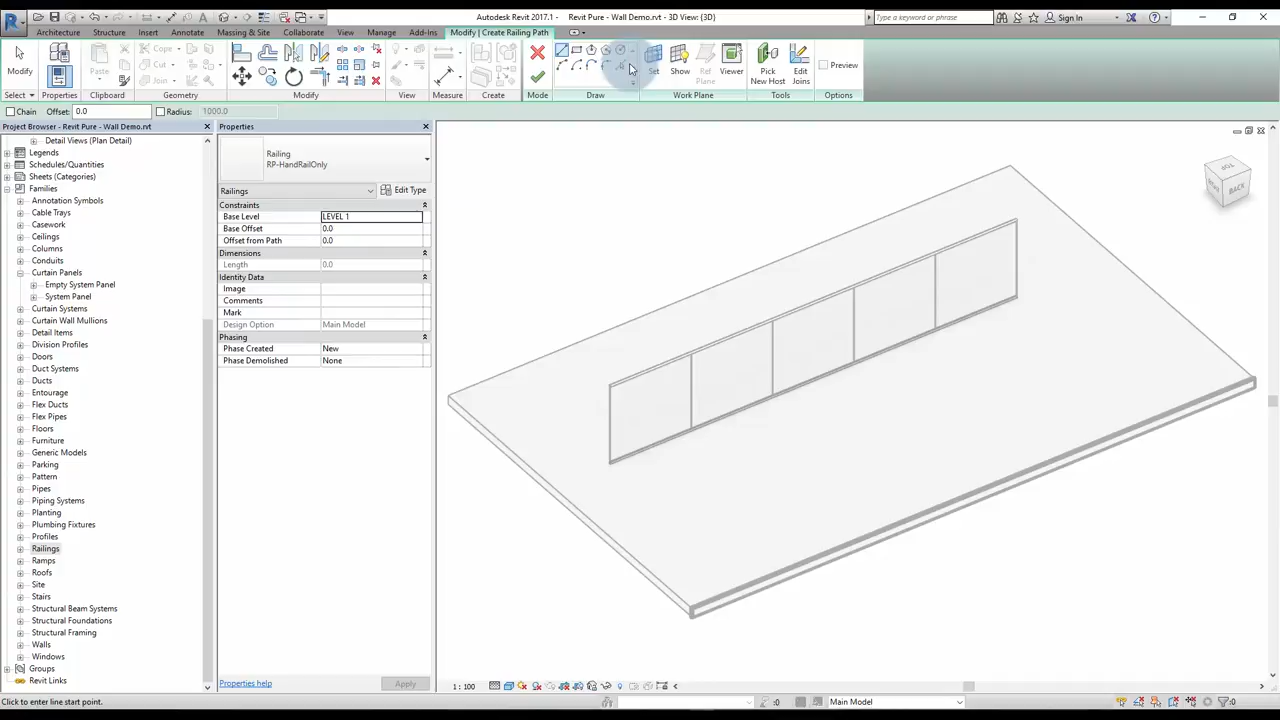 Autodesk Revit 2017.1 - Revit Pure - Wall Demo.rvt - 3D View: {3D}
Type a keyword or phrase
Sign In
Architecture Structure Insert Annotate Massing & Site Collaborate View Manage Add-Ins Modify | Create Railing Path
Modify
Paste
Cope
Cut
Join
Set
Show
Ref Plane
Viewer
Pick New Host
Edit Joins
Preview
Select
Properties
Clipboard
Geometry
Modify
View
Measure
Create
Mode
Draw
Work Plane
Tools
Options
Chain
Offset: 0.0
Radius: 1000.0
Project Browser - Revit Pure - Wall Demo.rvt
Detail Views (Plan Detail)
Legends
Schedules/Quantities
Sheets (Categories)
Families
Annotation Symbols
Cable Trays
Casework
Ceilings
Columns
Conduits
Curtain Panels
Empty System Panel
System Panel
Curtain Systems
Curtain Wall Mullions
Detail Items
Division Profiles
Doors
Duct Systems
Ducts
Entourage
Flex Ducts
Flex Pipes
Floors
Furniture
Generic Models
Parking
Pattern
Pipes
Piping Systems
Planting
Plumbing Fixtures
Profiles
Railings
Ramps
Roofs
Site
Stairs
Structural Beam Systems
Structural Foundations
Structural Framing
Walls
Windows
Groups
Revit Links
Properties
Railing
RP-HandRailOnly
Railings
Edit Type
Constraints
Base Level LEVEL 1
Base Offset 0.0
Offset from Path 0.0
Dimensions
Length 0.0
Identity Data
Image
Comments
Mark
Design Option Main Model
Phasing
Phase Created New
Phase Demolished None
Properties help
Apply
TOP
BACK
1 : 100
Click to enter line start point.
:0
Main Model
:0